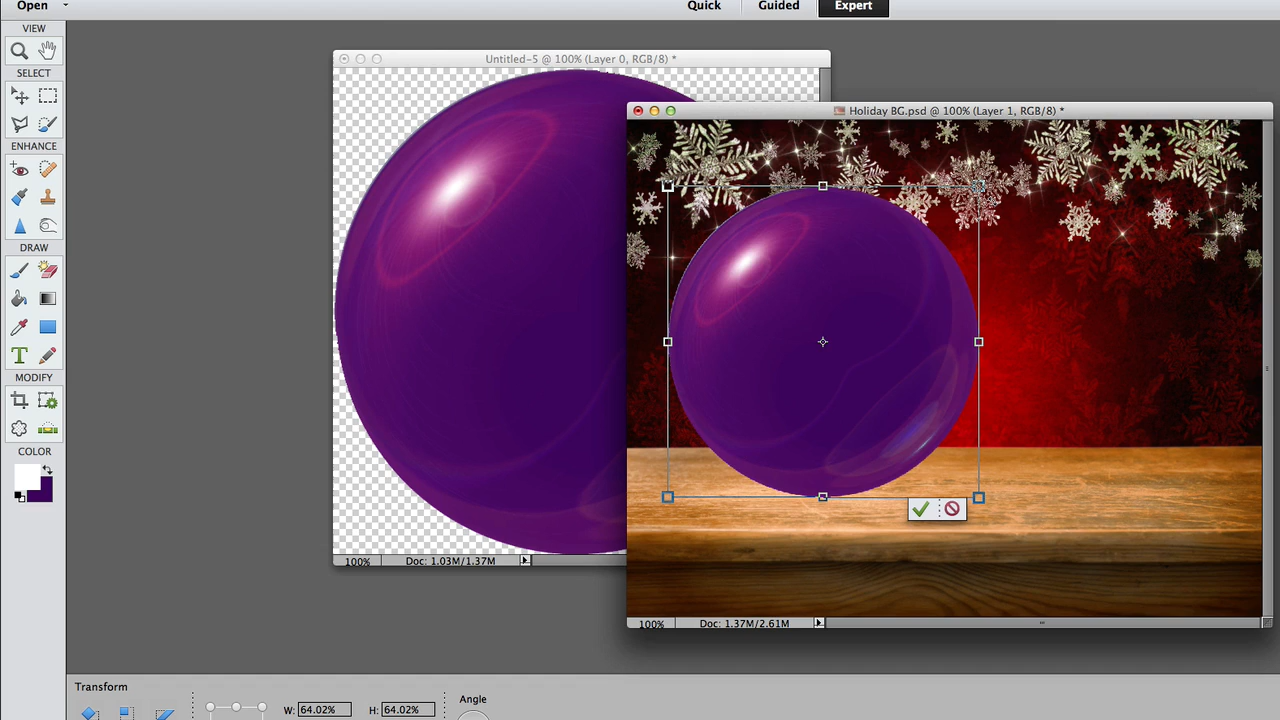 Open
Quick
Guided
Expert
VIEW
SELECT
ENHANCE
DRAW
T
MODIFY
COLOR
Untitled-5 @ 100% (Layer 0, RGB/8) *
100%
Doc: 1.03M/1.37M
Holiday BG.psd @ 100% (Layer 1, RGB/8) *
100%
Doc: 1.37M/2.61M
Transform
W: 64.02%
H: 64.02%
Angle